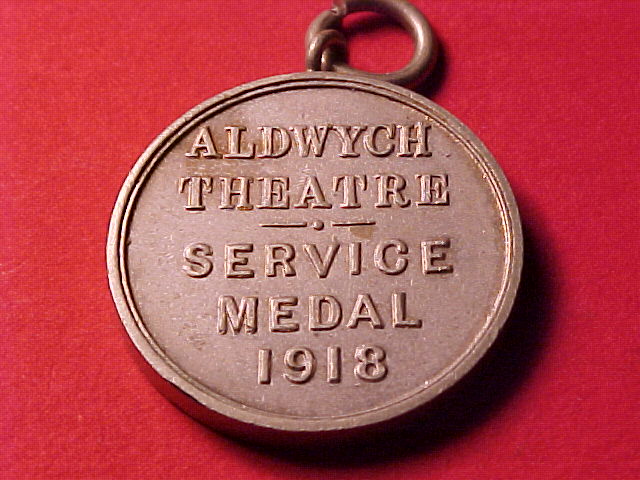 ALDWYCH
THEATRE
SERVICE
MEDAL
1918